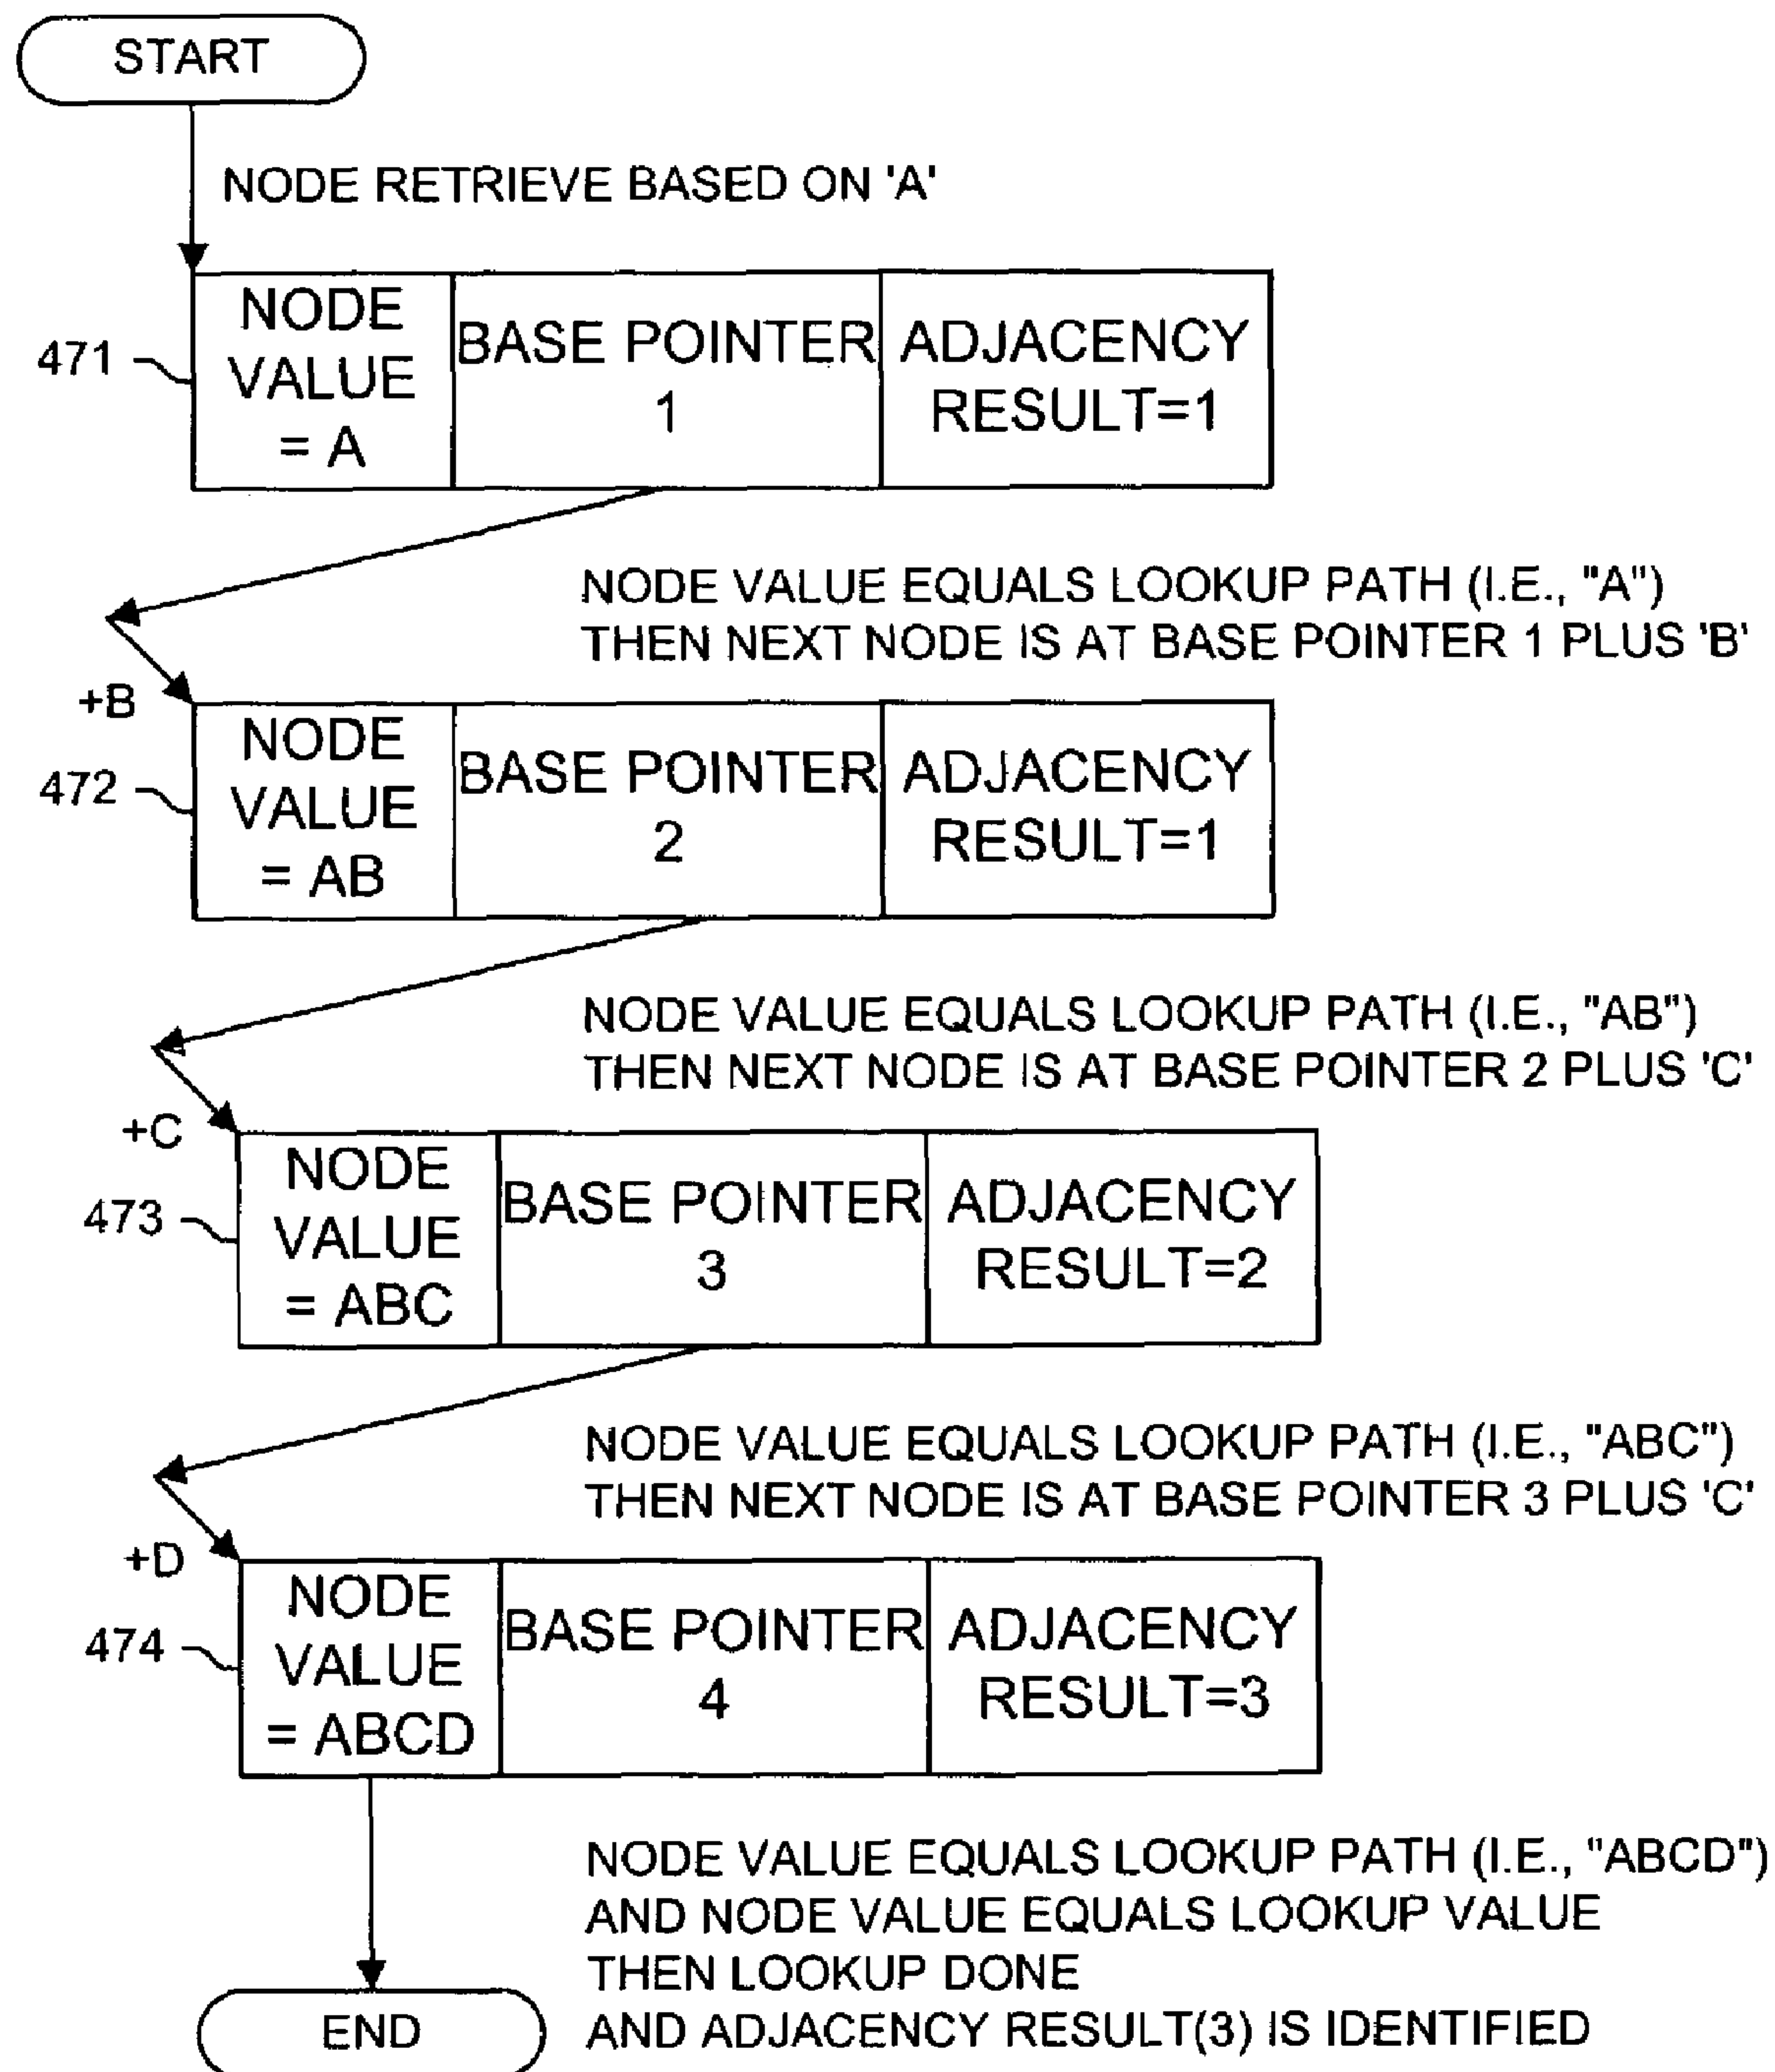 START
NODE RETRIEVE BASED ON 'A'
471
NODE
VALUE
= A
BASE POINTER
1
ADJACENCY
RESULT=1
NODE VALUE EQUALS LOOKUP PATH (I.E., "A")
THEN NEXT NODE IS AT BASE POINTER 1 PLUS 'B'
+B
472
NODE
VALUE
= AB
BASE POINTER
2
ADJACENCY
RESULT=1
NODE VALUE EQUALS LOOKUP PATH (I.E., "AB")
THEN NEXT NODE IS AT BASE POINTER 2 PLUS 'C'
+C
473
NODE
VALUE
= ABC
BASE POINTER
3
ADJACENCY
RESULT=2
NODE VALUE EQUALS LOOKUP PATH (I.E., "ABC")
THEN NEXT NODE IS AT BASE POINTER 3 PLUS 'C'
+D
474
NODE
VALUE
= ABCD
BASE POINTER
4
ADJACENCY
RESULT=3
NODE VALUE EQUALS LOOKUP PATH (I.E., "ABCD")
AND NODE VALUE EQUALS LOOKUP VALUE
THEN LOOKUP DONE
AND ADJACENCY RESULT(3) IS IDENTIFIED
END